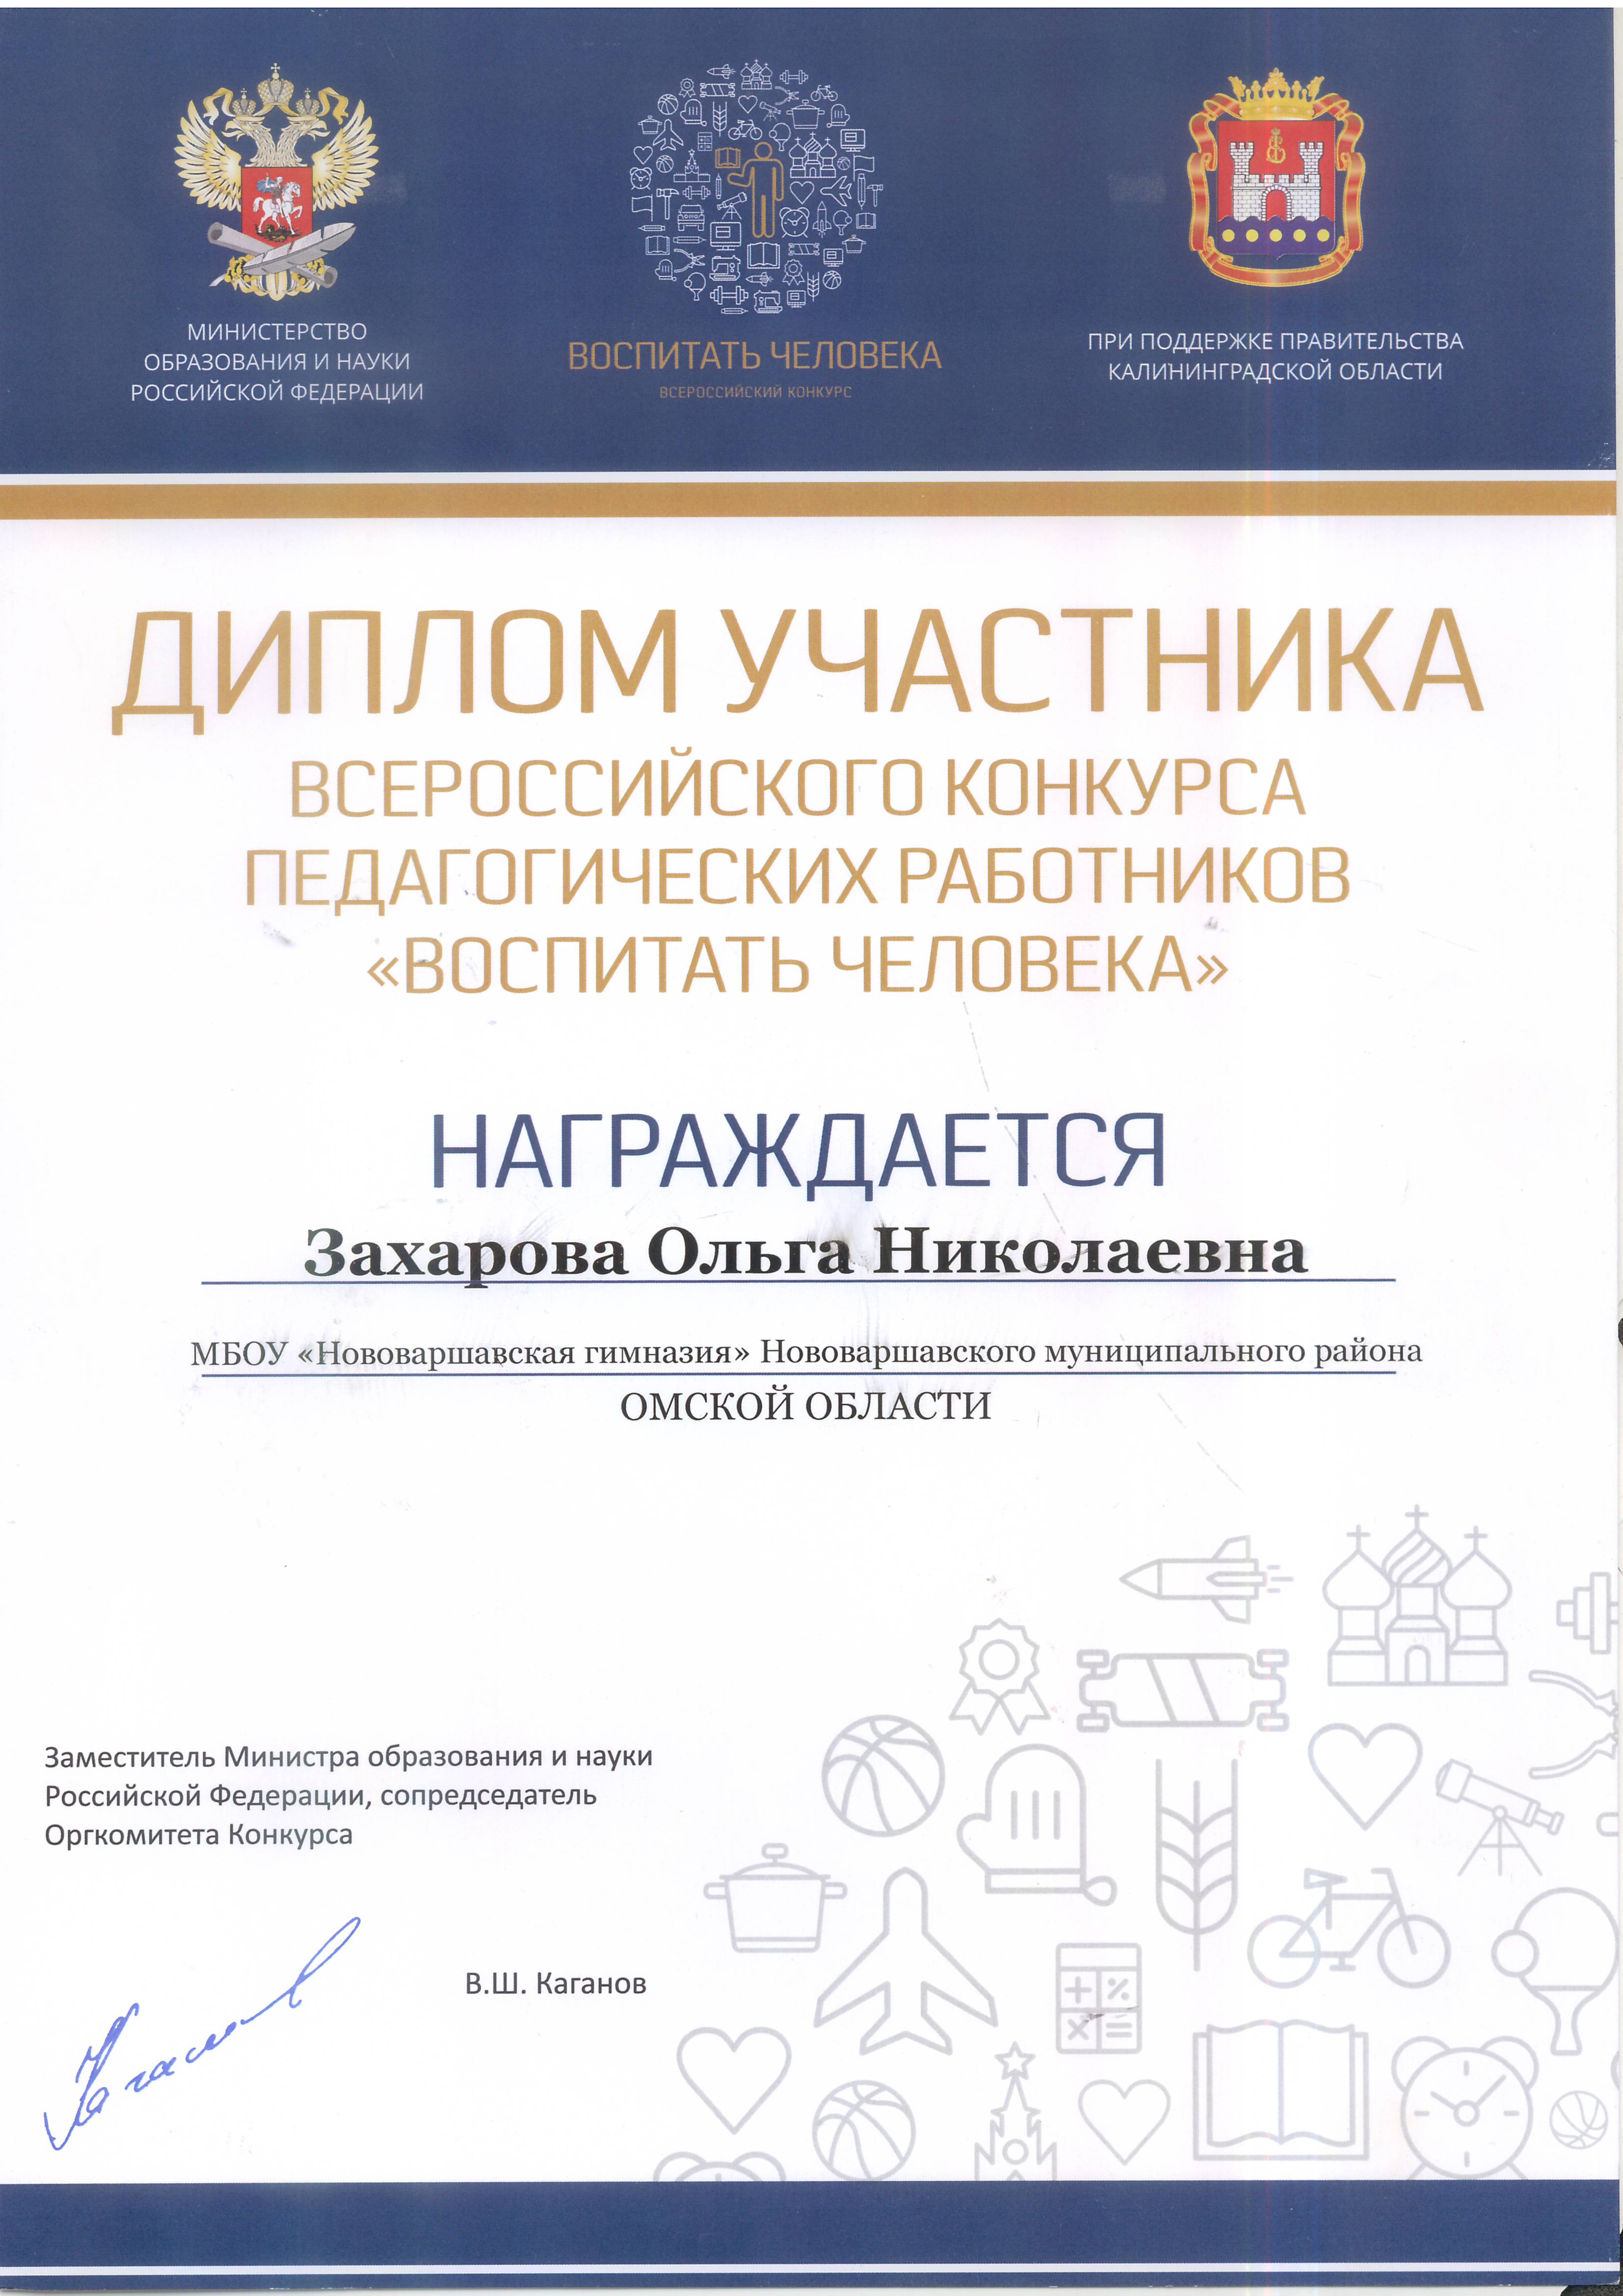 МИНИСТЕРСТВО
ОБРАЗОВАНИЯ И НАУКИ
РОССИЙСКОЙ ФЕДЕРАЦИИ
ВОСПИТАТЬ ЧЕЛОВЕКА
ВСЕРОССИЙСКИЙ КОНКУРС
ПРИ ПОДДЕРЖКЕ ПРАВИТЕЛЬСТВА
КАЛИНИНГРАДСКОЙ ОБЛАСТИ
ДИПЛОМ УЧАСТНИКА
ВСЕРОССИЙСКОГО КОНКУРСА
ПЕДАГОГИЧЕСКИХ РАБОТНИКОВ
«ВОСПИТАТЬ ЧЕЛОВЕКА»
НАГРАЖДАЕТСЯ
Захарова Ольга Николаевна
МБОУ «Нововаршавская гимназия» Нововаршавского муниципального района
ОМСКОЙ ОБЛАСТИ
Заместитель Министра образования и науки
Российской Федерации, сопредседатель
Оргкомитета Конкурса
В.Ш. Каганов